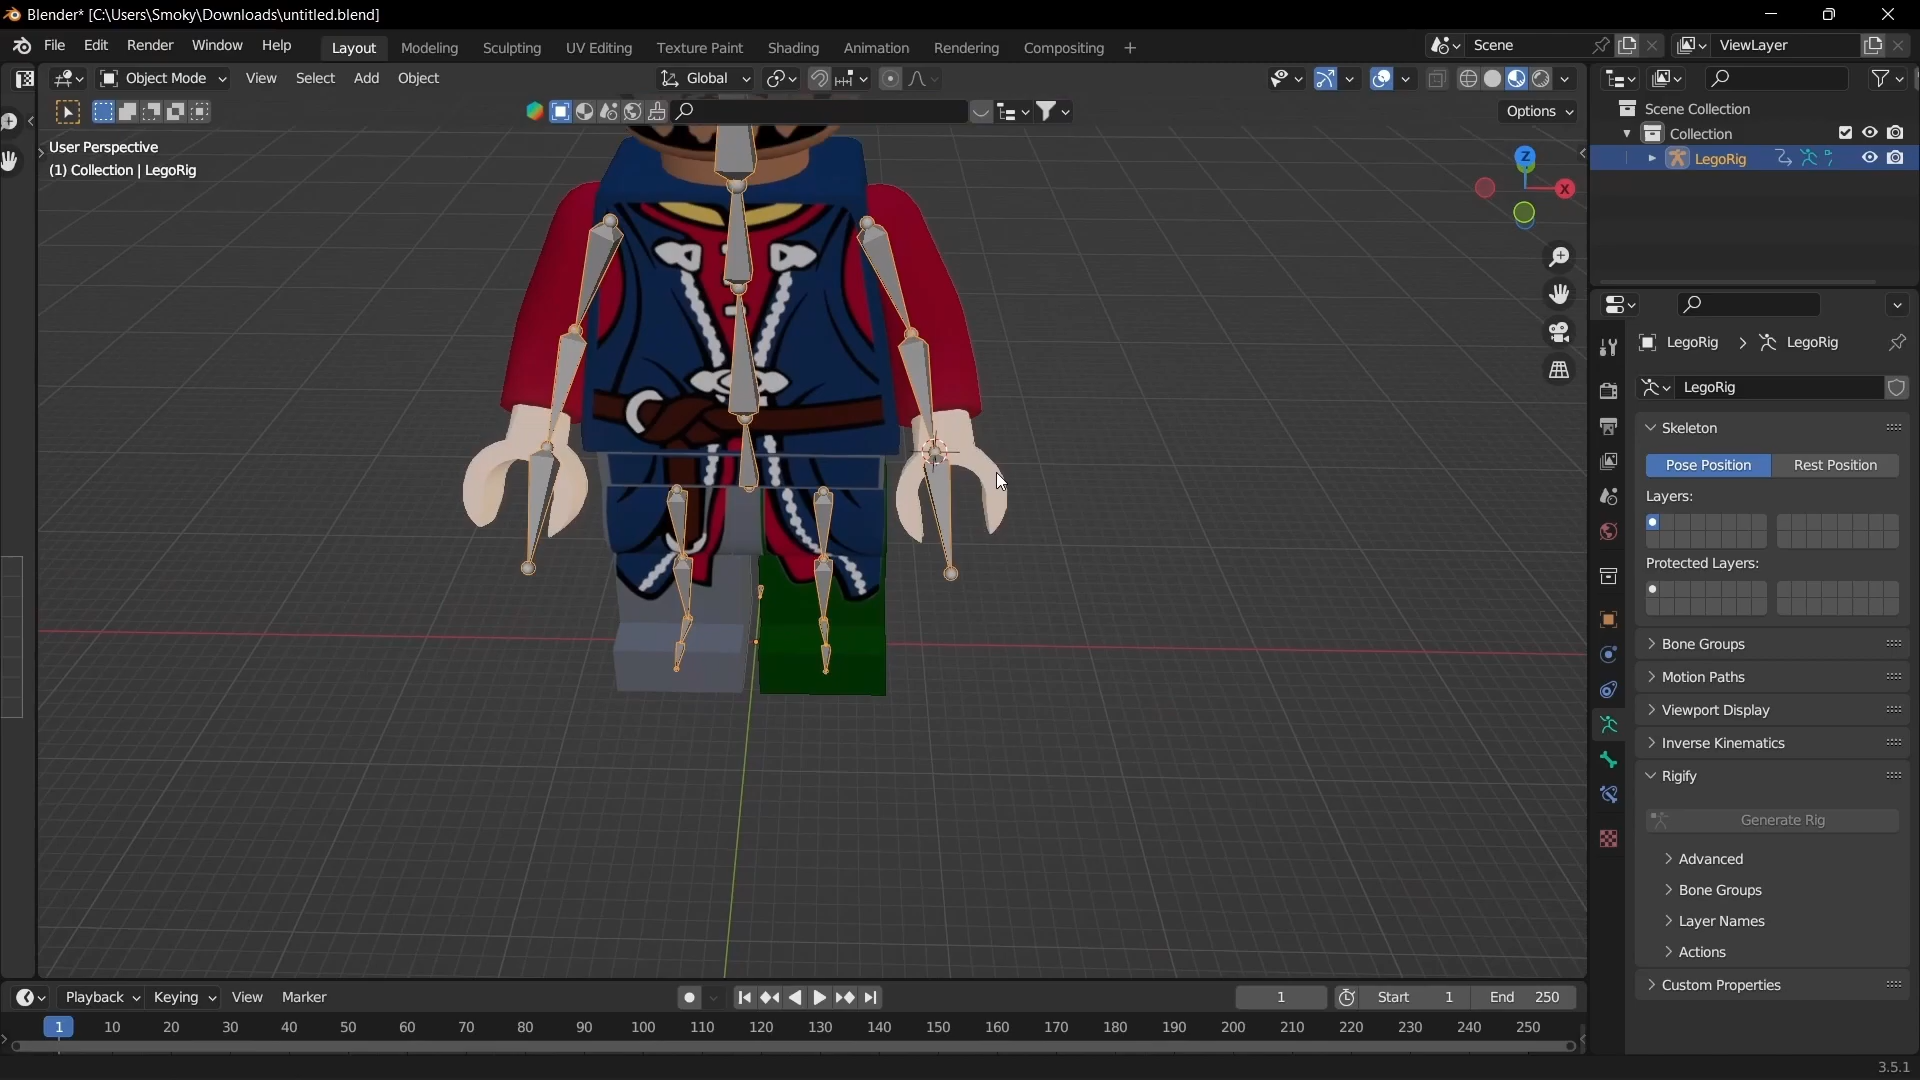 Blender* [C:\Users\Smoky\Downloads\untitled.blend]
File Edit Render Window Help Layout Modeling Sculpting UV Editing Texture Paint Shading Animation Rendering Compositing + Scene ViewLayer
Object Mode View Select Add Object Global
Options
User Perspective
(1) Collection | LegoRig
Z
X
Scene Collection
Collection
LegoRig
LegoRig > LegoRig
LegoRig
Skeleton
Pose Position Rest Position
Layers:
Protected Layers:
Bone Groups
Motion Paths
Viewport Display
Inverse Kinematics
Rigify
Generate Rig
Advanced
Bone Groups
Layer Names
Actions
Custom Properties
Playback Keying View Marker 1 Start 1 End 250
1 10 20 30 40 50 60 70 80 90 100 110 120 130 140 150 160 170 180 190 200 210 220 230 240 250
3.5.1